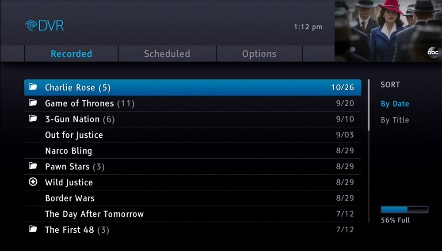 DVR
1:12 pm
abc
Recorded Scheduled Options
Charlie Rose (5) 10/26
Game of Thrones (11) 9/20
3-Gun Nation (6) 9/10
Out for Justice 9/03
Narco Bling 8/29
Pawn Stars (3) 8/29
Wild Justice 8/29
Border Wars 8/29
The Day After Tomorrow 7/12
The First 48 (3) 7/12
SORT
By Date
By Title
56% Full